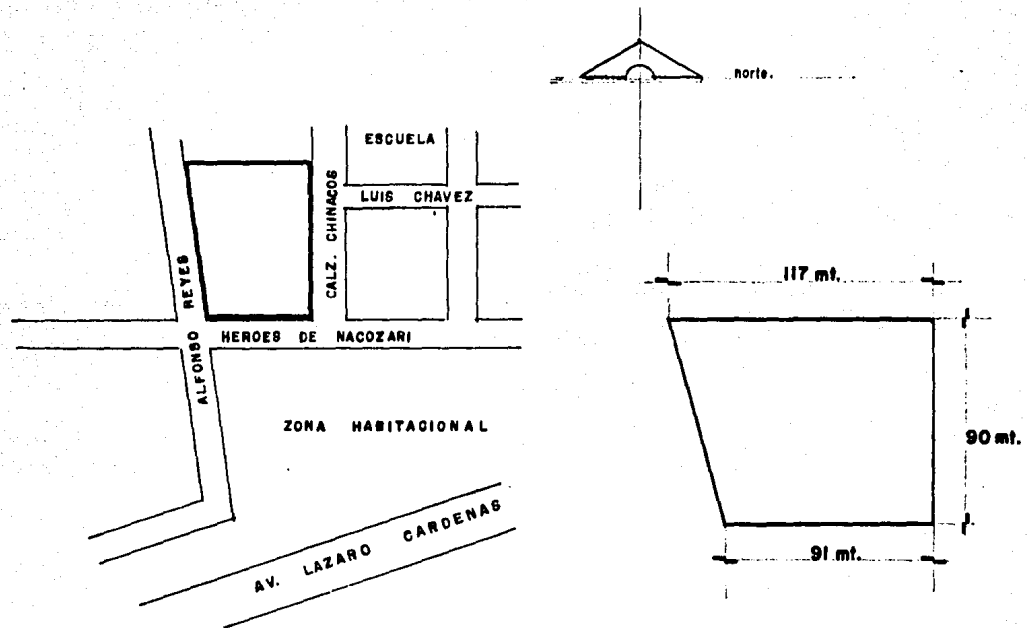 norte.
ESCUELA
LUIS CHAVEZ
CALZ. CHINACOS
ALFONSO REYES
HEROES DE NACOZARI
ZONA HABITACIONAL
AV. LAZARO CARDENAS
117 mt.
90 mt.
91 mt.